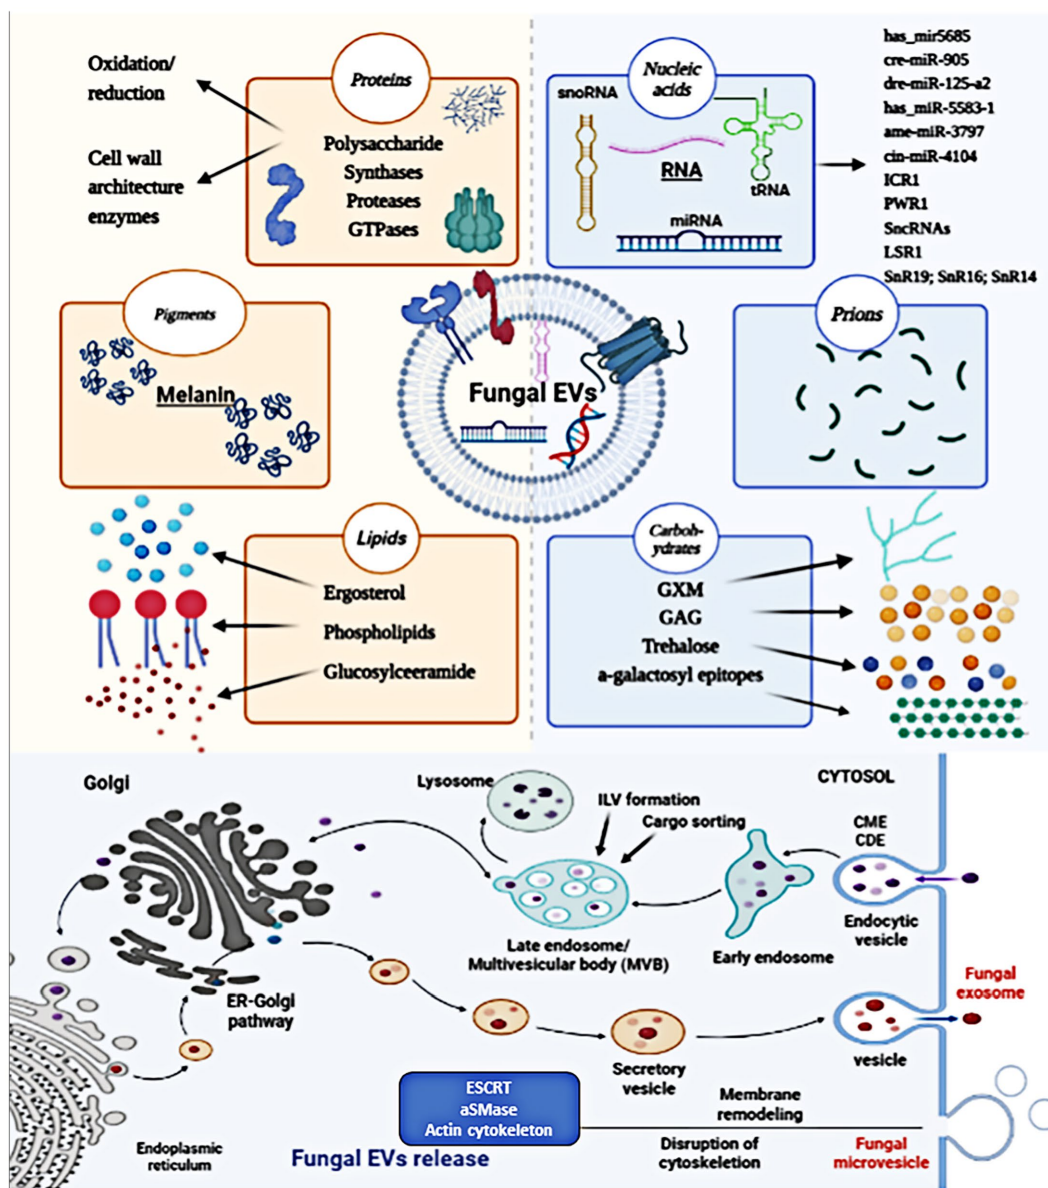 Proteins
Oxidation/
reduction
Cell wall
architecture
enzymes
Polysaccharide
Synthases
Proteases
GTPases
Nucleic
acids
snoRNA
RNA
tRNA
miRNA
has_mir5685
cre-miR-905
dre-miR-125-a2
has_miR-5583-1
ame-miR-3797
cin-miR-4104
ICR1
PWR1
SncRNAs
LSR1
SnR19; SnR16; SnR14
Pigments
Melanin
Fungal EVs
Prions
Lipids
Ergosterol
Phospholipids
Glucosylceeramide
Carboh-
ydrates
GXM
GAG
Trehalose
a-galactosyl epitopes
Golgi
Lysosome
ILV formation
Cargo sorting
CYTOSOL
CME
CDE
Endocytic
vesicle
Early endosome
Late endosome/
Multivesicular body (MVB)
ER-Golgi
pathway
Fungal
exosome
Secretory
vesicle
vesicle
ESCRT
aSMase
Actin cytokeleton
Membrane
remodeling
Endoplasmic
reticulum
Fungal EVs release
Disruption of
cytoskeletion
Fungal
microvesicle